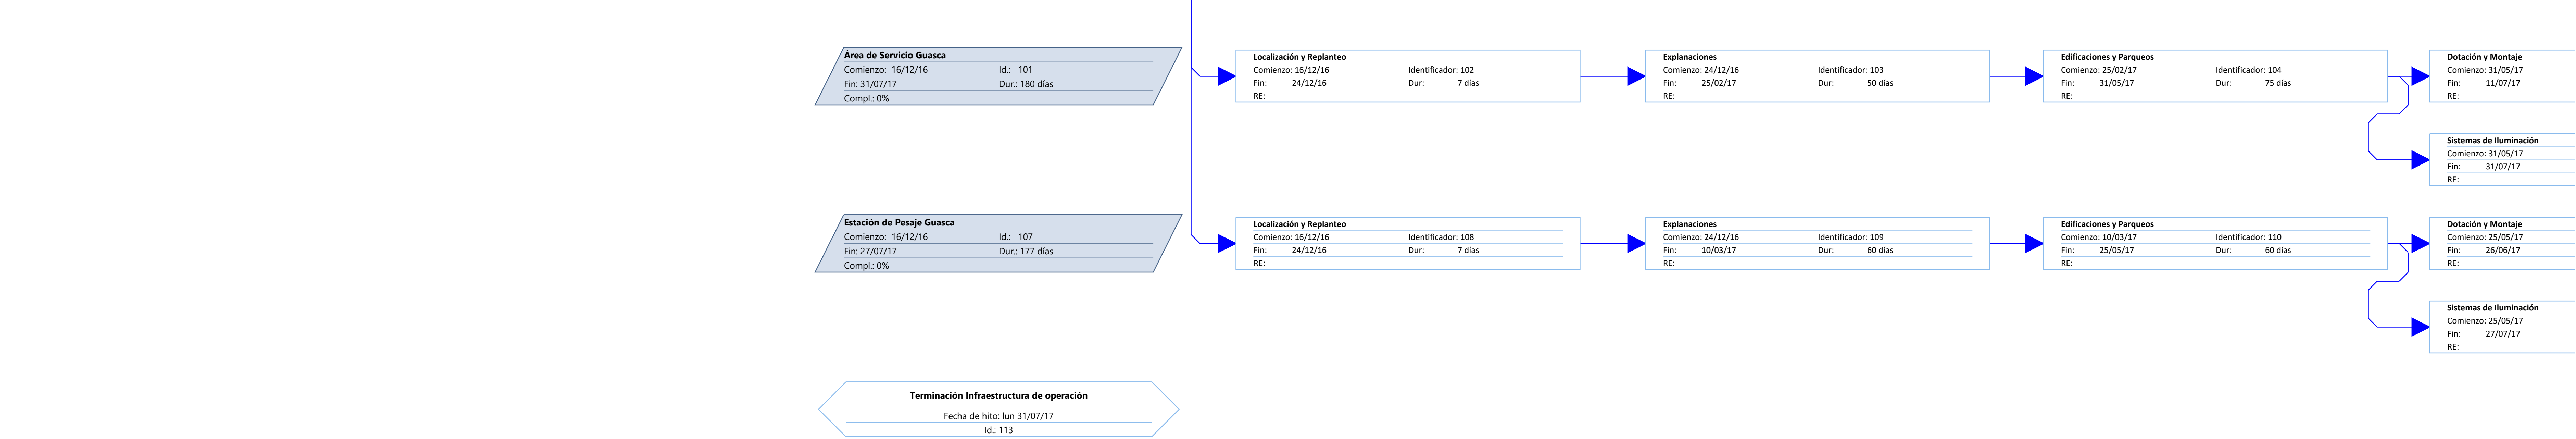 Área de Servicio Guasca
Comienzo: 16/12/16 Id.: 101
Fin: 31/07/17 Dur.: 180 días
Compl.: 0%
Localización y Replanteo
Comienzo: 16/12/16 Identificador: 102
Fin: 24/12/16 Dur: 7 días
RE:
Explanaciones
Comienzo: 24/12/16 Identificador: 103
Fin: 25/02/17 Dur: 50 días
RE:
Edificaciones y Parqueos
Comienzo: 25/02/17 Identificador: 104
Fin: 31/05/17 Dur: 75 días
RE:
Dotación y Montaje
Comienzo: 31/05/17
Fin: 11/07/17
RE:
Sistemas de Iluminación
Comienzo: 31/05/17
Fin: 31/07/17
RE:
Estación de Pesaje Guasca
Comienzo: 16/12/16 Id.: 107
Fin: 27/07/17 Dur.: 177 días
Compl.: 0%
Localización y Replanteo
Comienzo: 16/12/16 Identificador: 108
Fin: 24/12/16 Dur: 7 días
RE:
Explanaciones
Comienzo: 24/12/16 Identificador: 109
Fin: 10/03/17 Dur: 60 días
RE:
Edificaciones y Parqueos
Comienzo: 10/03/17 Identificador: 110
Fin: 25/05/17 Dur: 60 días
RE:
Dotación y Montaje
Comienzo: 25/05/17
Fin: 26/06/17
RE:
Sistemas de Iluminación
Comienzo: 25/05/17
Fin: 27/07/17
RE:
Terminación Infraestructura de operación
Fecha de hito: lun 31/07/17
Id.: 113